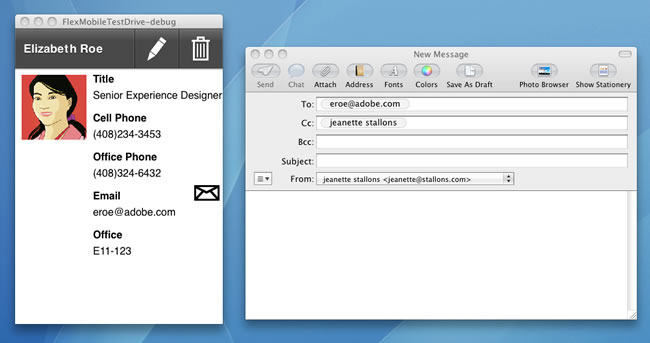 FlexMobileTestDrive-debug
Elizabeth Roe
Title
Senior Experience Designer
Cell Phone
(408)234-3453
Office Phone
(408)324-6432
Email
eroe@adobe.com
Office
E11-123
New Message
Send Chat Attach Address Fonts Colors Save As Draft Photo Browser Show Stationery
To: eroe@adobe.com
Cc: jeanette stallons
Bcc:
Subject:
From: jeanette stallons <jeanette@stallons.com>